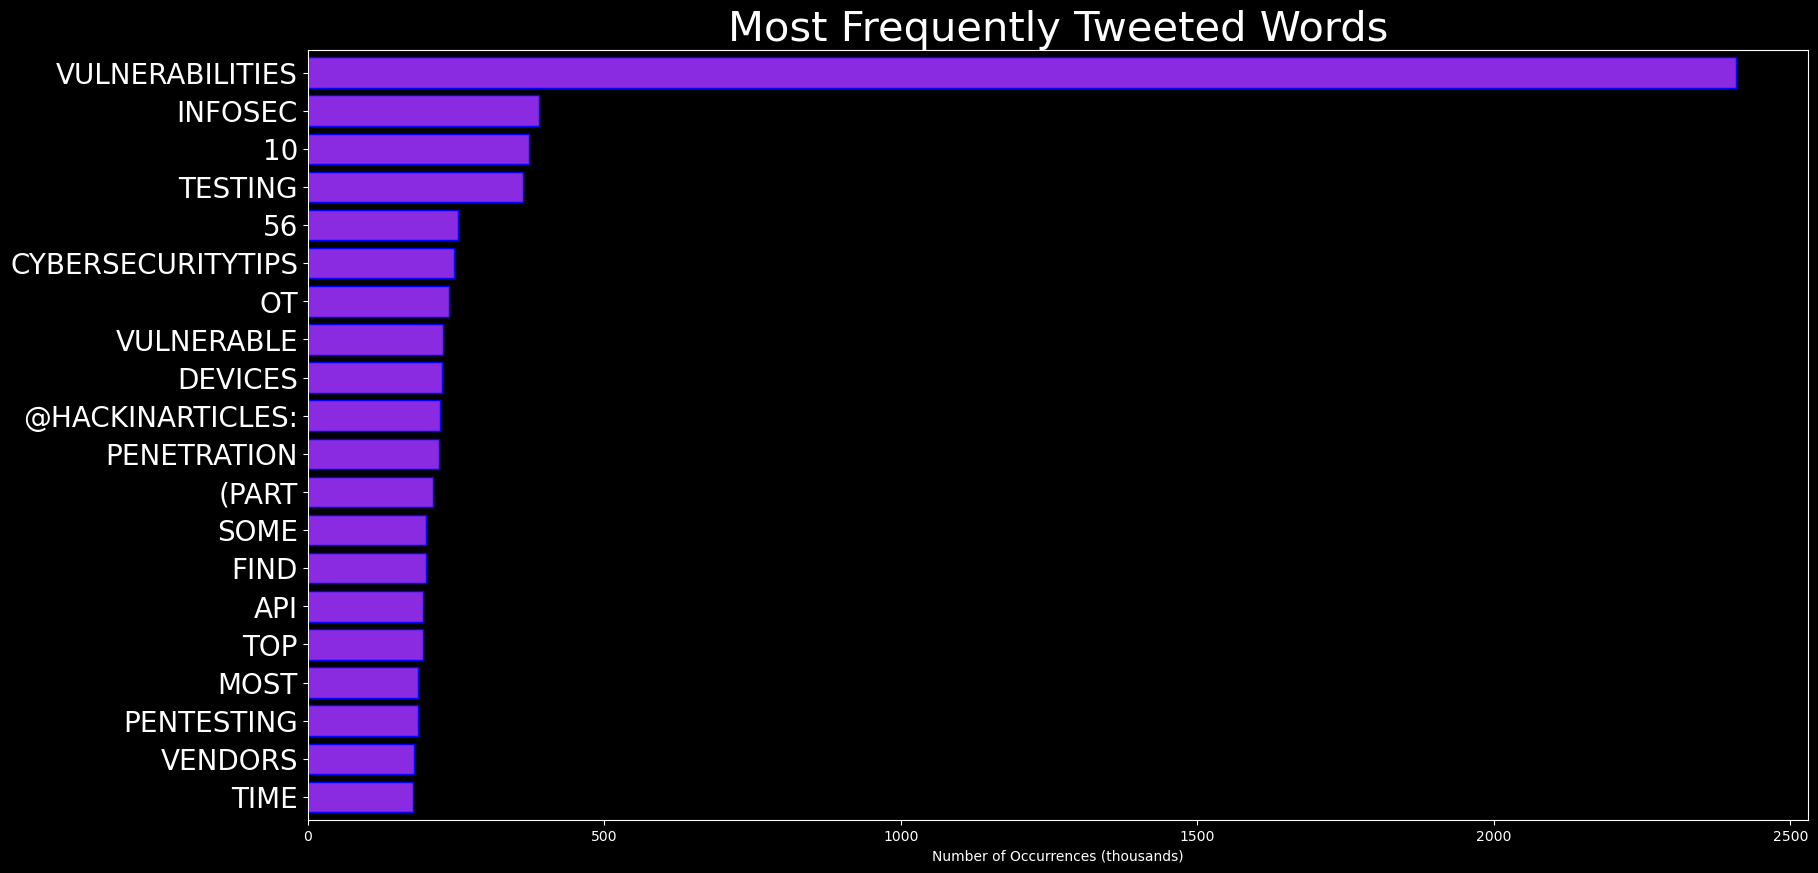 Most Frequently Tweeted Words
VULNERABILITIES
INFOSEC
10
TESTING
56
CYBERSECURITYTIPS
OT
VULNERABLE
DEVICES
@HACKINARTICLES:
PENETRATION
(PART
SOME
FIND
API
TOP
MOST
PENTESTING
VENDORS
TIME
0 500 1000 1500 2000 2500
Number of Occurrences (thousands)